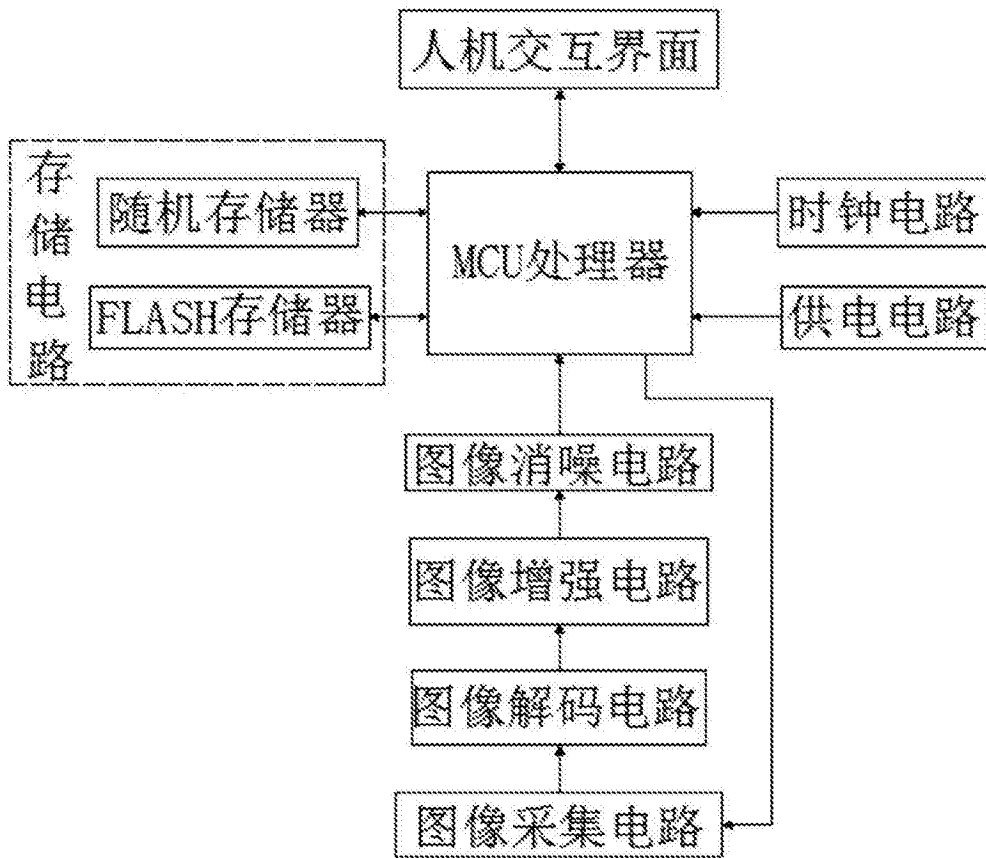 人机交互界面
存储电路
随机存储器
FLASH存储器
MCU处理器
时钟电路
供电电路
图像消噪电路
图像增强电路
图像解码电路
图像采集电路